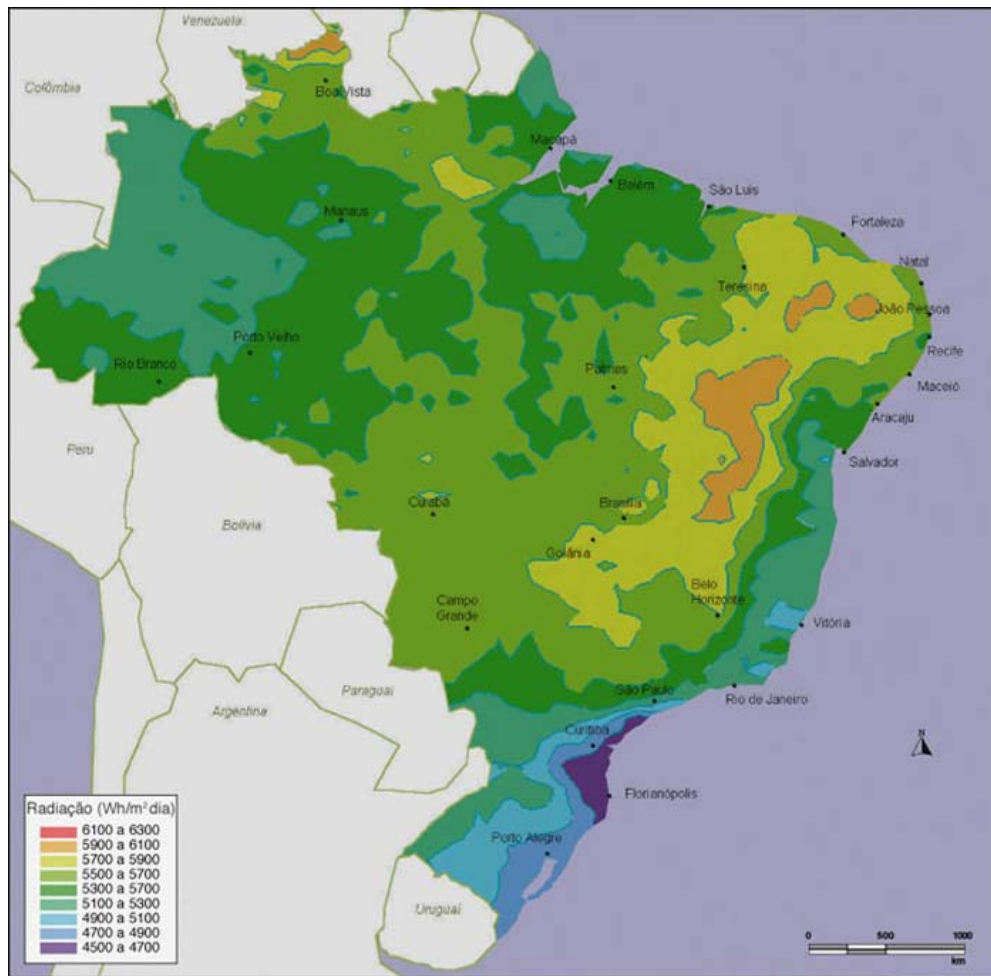 Venezuela
Colômbia
Boa Vista
Macapá
Belém
São Luis
Manaus
Fortaleza
Teresina
Natal
João Pessoa
Porto Velho
Recife
Rio Branco
Palmas
Maceió
Aracaju
Peru
Salvador
Cuiabá
Brasília
Bolívia
Goiânia
Belo
Horizonte
Campo
Grande
Vitória
Paraguai
São Paulo
Rio de Janeiro
Argentina
Curitiba
N
Florianópolis
Radiação (Wh/m² dia)
6100 a 6300
5900 a 6100
5700 a 5900
5500 a 5700
5300 a 5700
5100 a 5300
4900 a 5100
4700 a 4900
4500 a 4700
Porto Alegre
Uruguai
0 500 1000
km